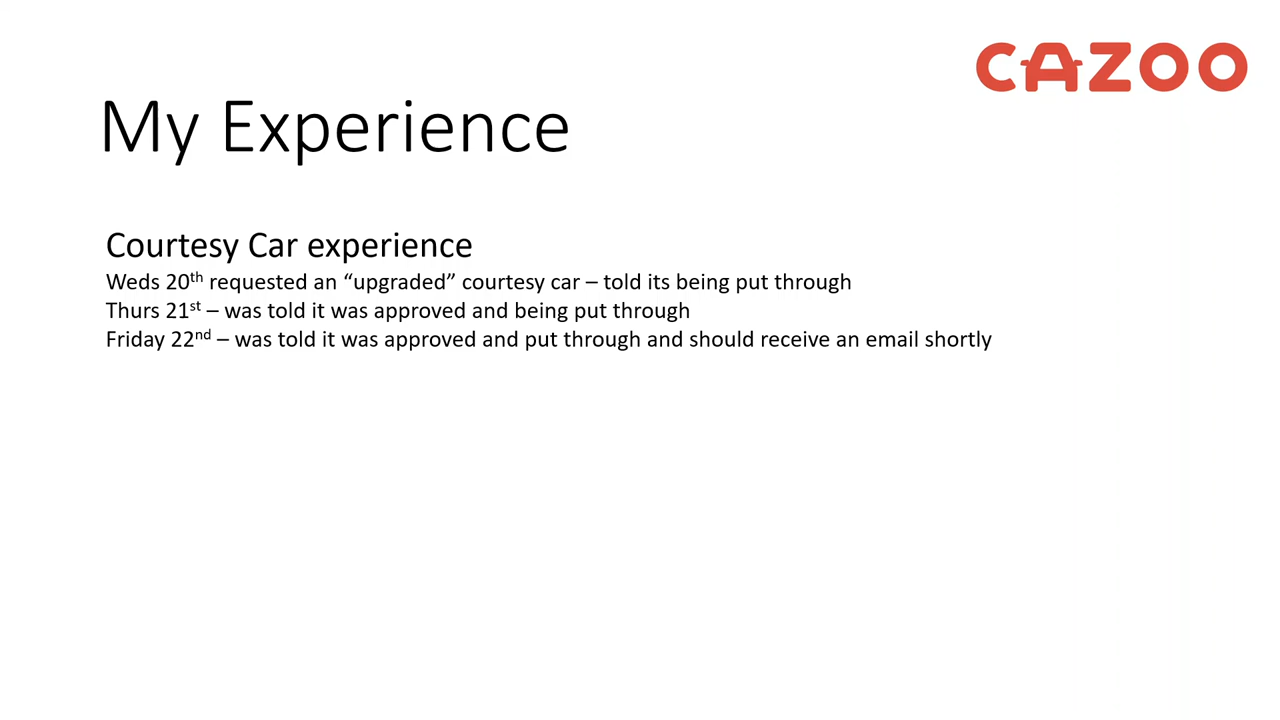 CAZOO
My Experience
Courtesy Car experience
Weds 20th requested an “upgraded” courtesy car – told its being put through
Thurs 21st – was told it was approved and being put through
Friday 22nd – was told it was approved and put through and should receive an email shortly